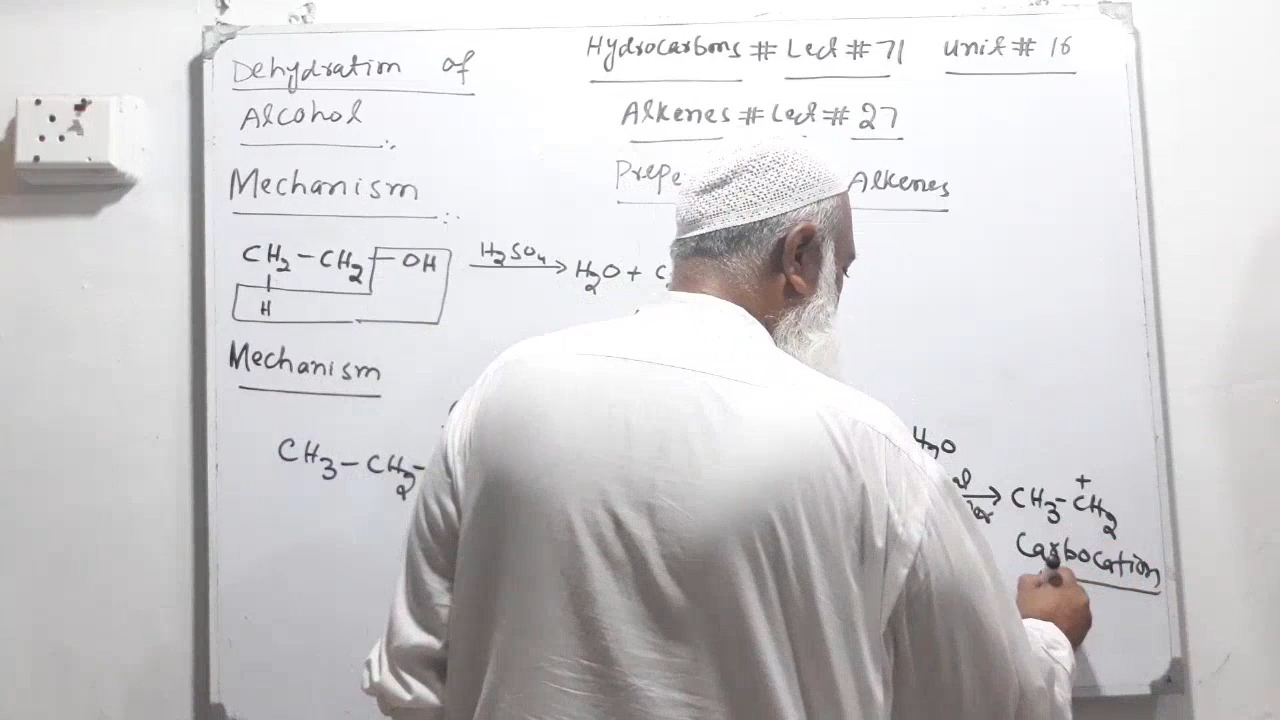 Hydrocarbons # Lect # 71 Unit # 16
Dehydration of
Alcohol
Alkenes # Lect # 27
Prepe Alkenes
Mechanism
CH2 - CH2 - OH H2SO4 → H2O + C
H
Mechanism
CH3 - CH2 -
H2O
→ CH3 - CH2
+
Carbocation